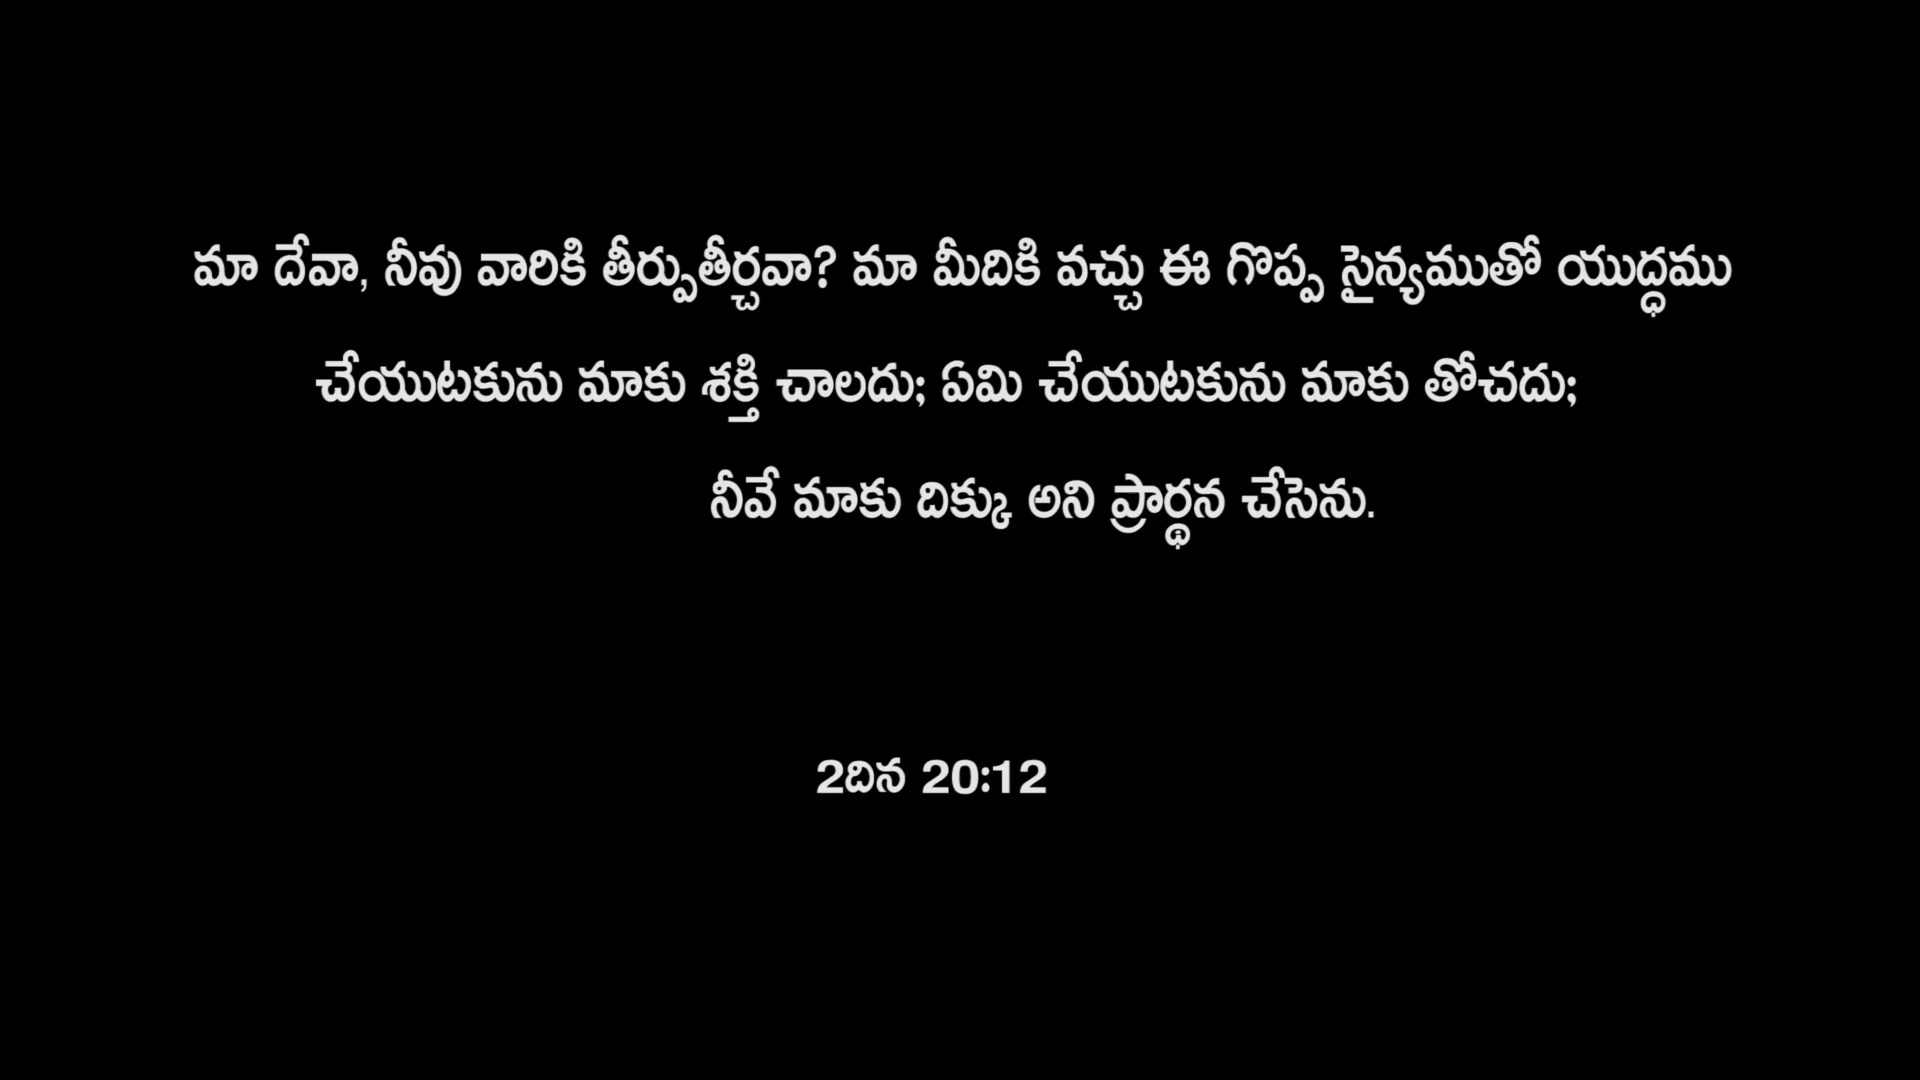 మా దేవా, నీవు వారికి తీర్పుతీర్చవా? మా మీదికి వచ్చు ఈ గొప్ప సైన్యముతో యుద్ధము
చేయుటకును మాకు శక్తి చాలదు; ఏమి చేయుటకును మాకు తోచదు;
నీవే మాకు దిక్కు అని ప్రార్థన చేసెను.
2దిన 20:12